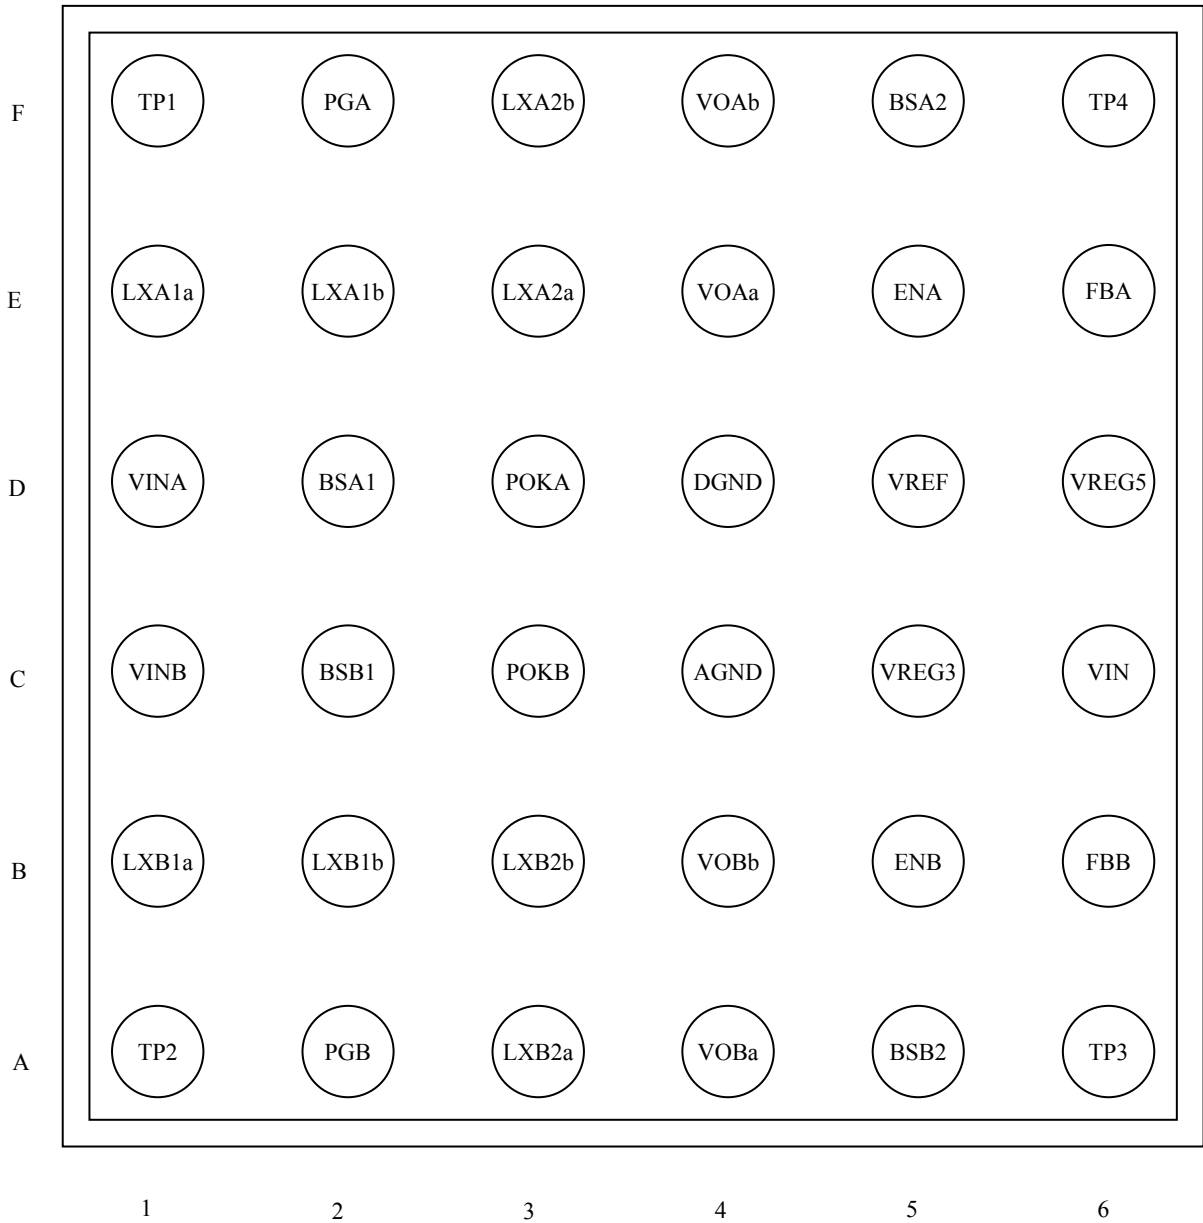 F TP1 PGA LXA2b VOAb BSA2 TP4
E LXA1a LXA1b LXA2a VOAa ENA FBA
D VINA BSA1 POKA DGND VREF VREG5
C VINB BSB1 POKB AGND VREG3 VIN
B LXB1a LXB1b LXB2b VOBb ENB FBB
A TP2 PGB LXB2a VOBa BSB2 TP3
1 2 3 4 5 6